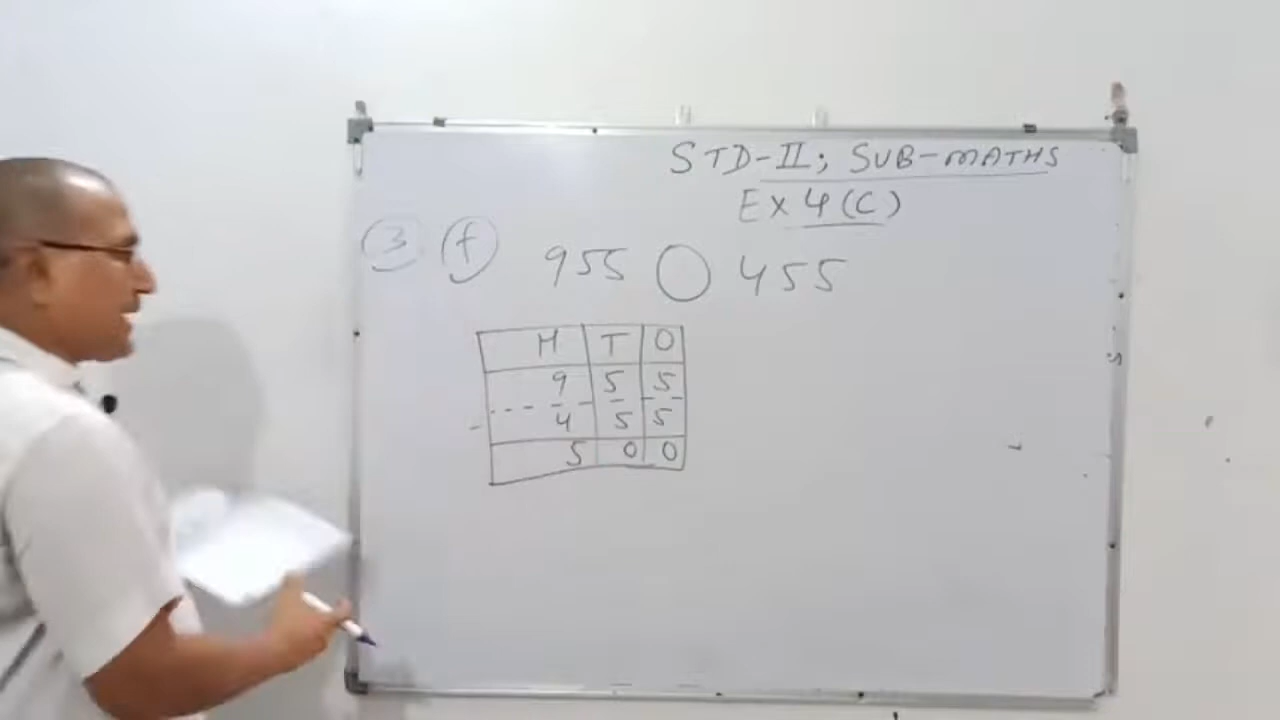 STD-II; SUB-MATHS
EX 4(C)
3 f 955 ○ 455
H T O
9 5 5
- 4 5 5
5 0 0